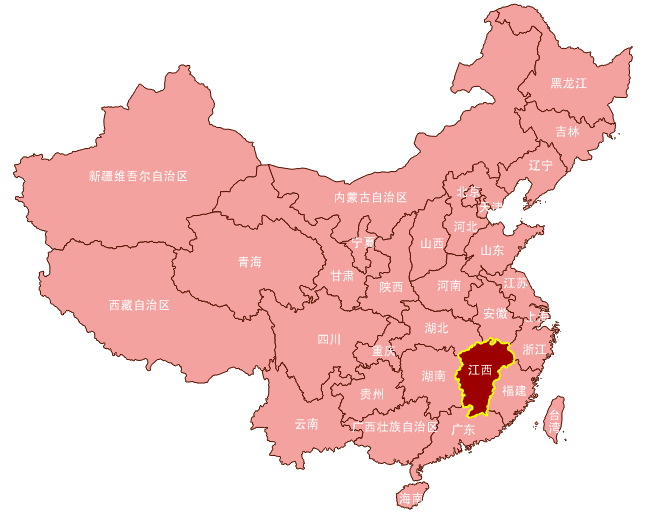 黑龙江
吉林
辽宁
新疆维吾尔自治区
内蒙古自治区
北京
天津
河北
宁夏
山西
山东
青海
甘肃
陕西
河南
江苏
西藏自治区
安徽
上海
湖北
四川
重庆
浙江
湖南
江西
福建
贵州
云南
广西壮族自治区
广东
台
湾
海南